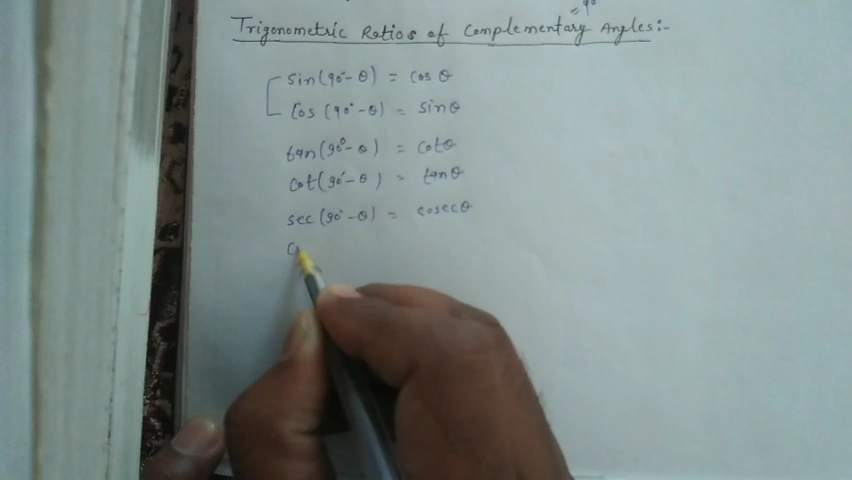 = 90°
Trigonometric Ratios of Complementary Angles:-
sin(90°-θ) = cos θ
Cos (90°-θ) = sinθ
tan(90°-θ) = cotθ
cot(90°-θ) = tanθ
sec(90°-θ) = cosecθ
C